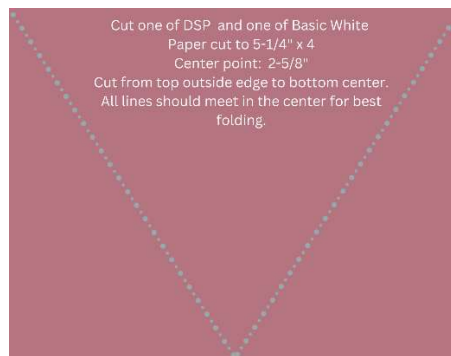 Cut one of DSP and one of Basic White
Paper cut to 5-1/4" x 4
Center point: 2-5/8"
Cut from top outside edge to bottom center.
All lines should meet in the center for best
folding.